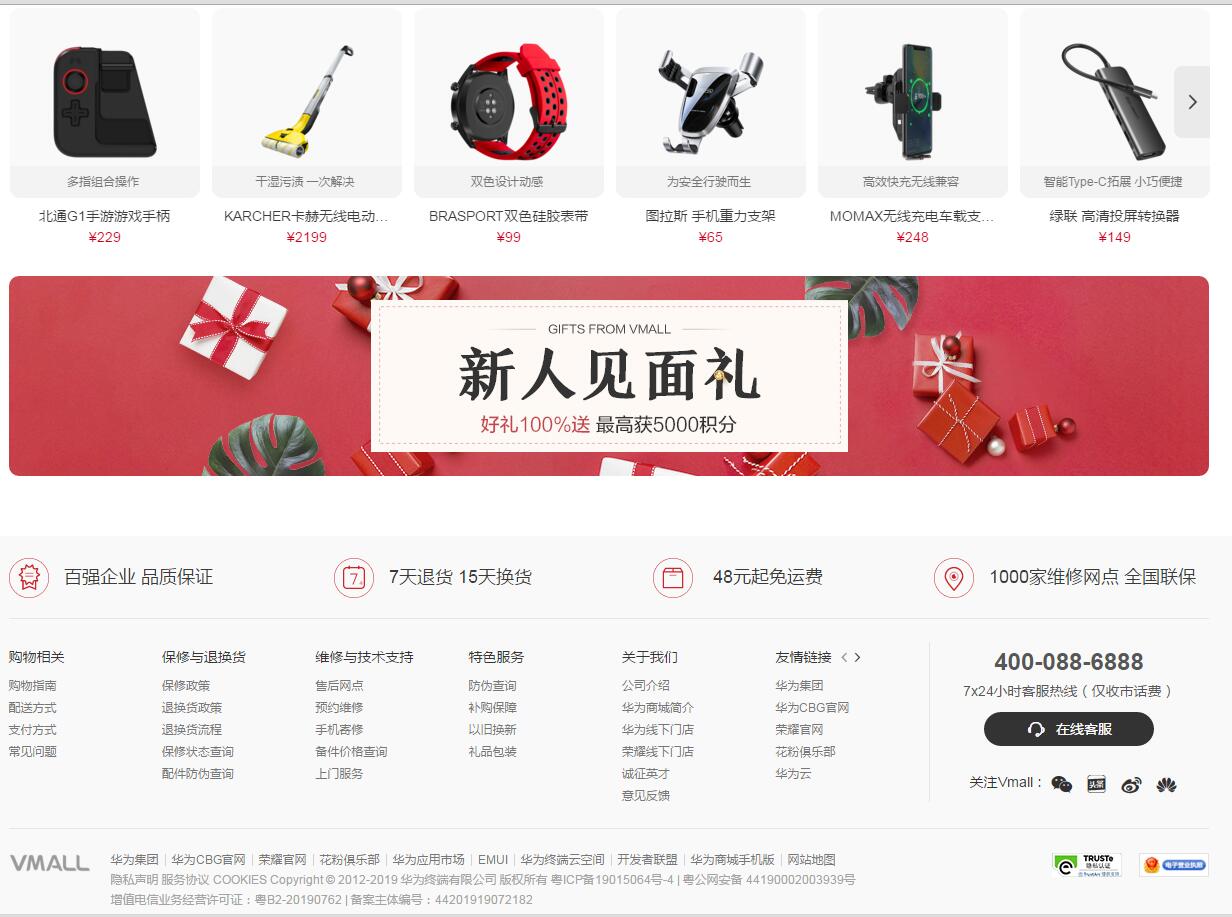 多指组合操作
干湿污渍 一次解决
双色设计动感
为安全行驶而生
高效快充无线兼容
智能Type-C拓展 小巧便捷
北通G1手游游戏手柄
KARCHER卡赫无线电动…
BRASPORT双色硅胶表带
图拉斯 手机重力支架
MOMAX无线充电车载支…
绿联 高清投屏转换器
¥229
¥2199
¥99
¥65
¥248
¥149
GIFTS FROM VMALL
新人见面礼
好礼100%送 最高获5000积分
百强企业 品质保证
7天退货 15天换货
48元起免运费
1000家维修网点 全国联保
购物相关
购物指南
配送方式
支付方式
常见问题
保修与退换货
保修政策
退换货政策
退换货流程
保修状态查询
配件防伪查询
维修与技术支持
售后网点
预约维修
手机寄修
备件价格查询
上门服务
特色服务
防伪查询
补购保障
以旧换新
礼品包装
关于我们
公司介绍
华为商城简介
华为线下门店
荣耀线下门店
诚征英才
意见反馈
友情链接
华为集团
华为CBG官网
荣耀官网
花粉俱乐部
华为云
400-088-6888
7x24小时客服热线（仅收市话费）
在线客服
关注Vmall：
头条
VMALL
华为集团 | 华为CBG官网 | 荣耀官网 | 花粉俱乐部 | 华为应用市场 | EMUI | 华为终端云空间 | 开发者联盟 | 华为商城手机版 | 网站地图
隐私声明 服务协议 COOKIES Copyright © 2012-2019 华为终端有限公司 版权所有 粤ICP备19015064号-4 | 粤公网安备 44190002003939号
增值电信业务经营许可证：粤B2-20190762 | 备案主体编号：44201919072182
TRUSTe
隐私认证
电子营业执照